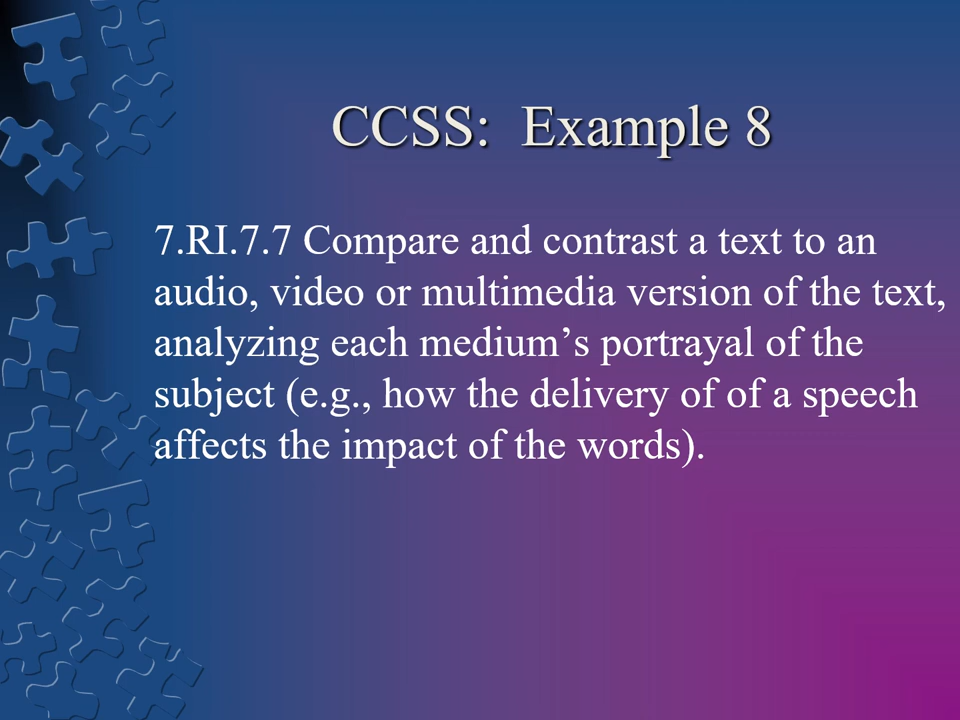 CCSS:  Example 8
7.RI.7.7 Compare and contrast a text to an
audio, video or multimedia version of the text,
analyzing each medium’s portrayal of the
subject (e.g., how the delivery of of a speech
affects the impact of the words).